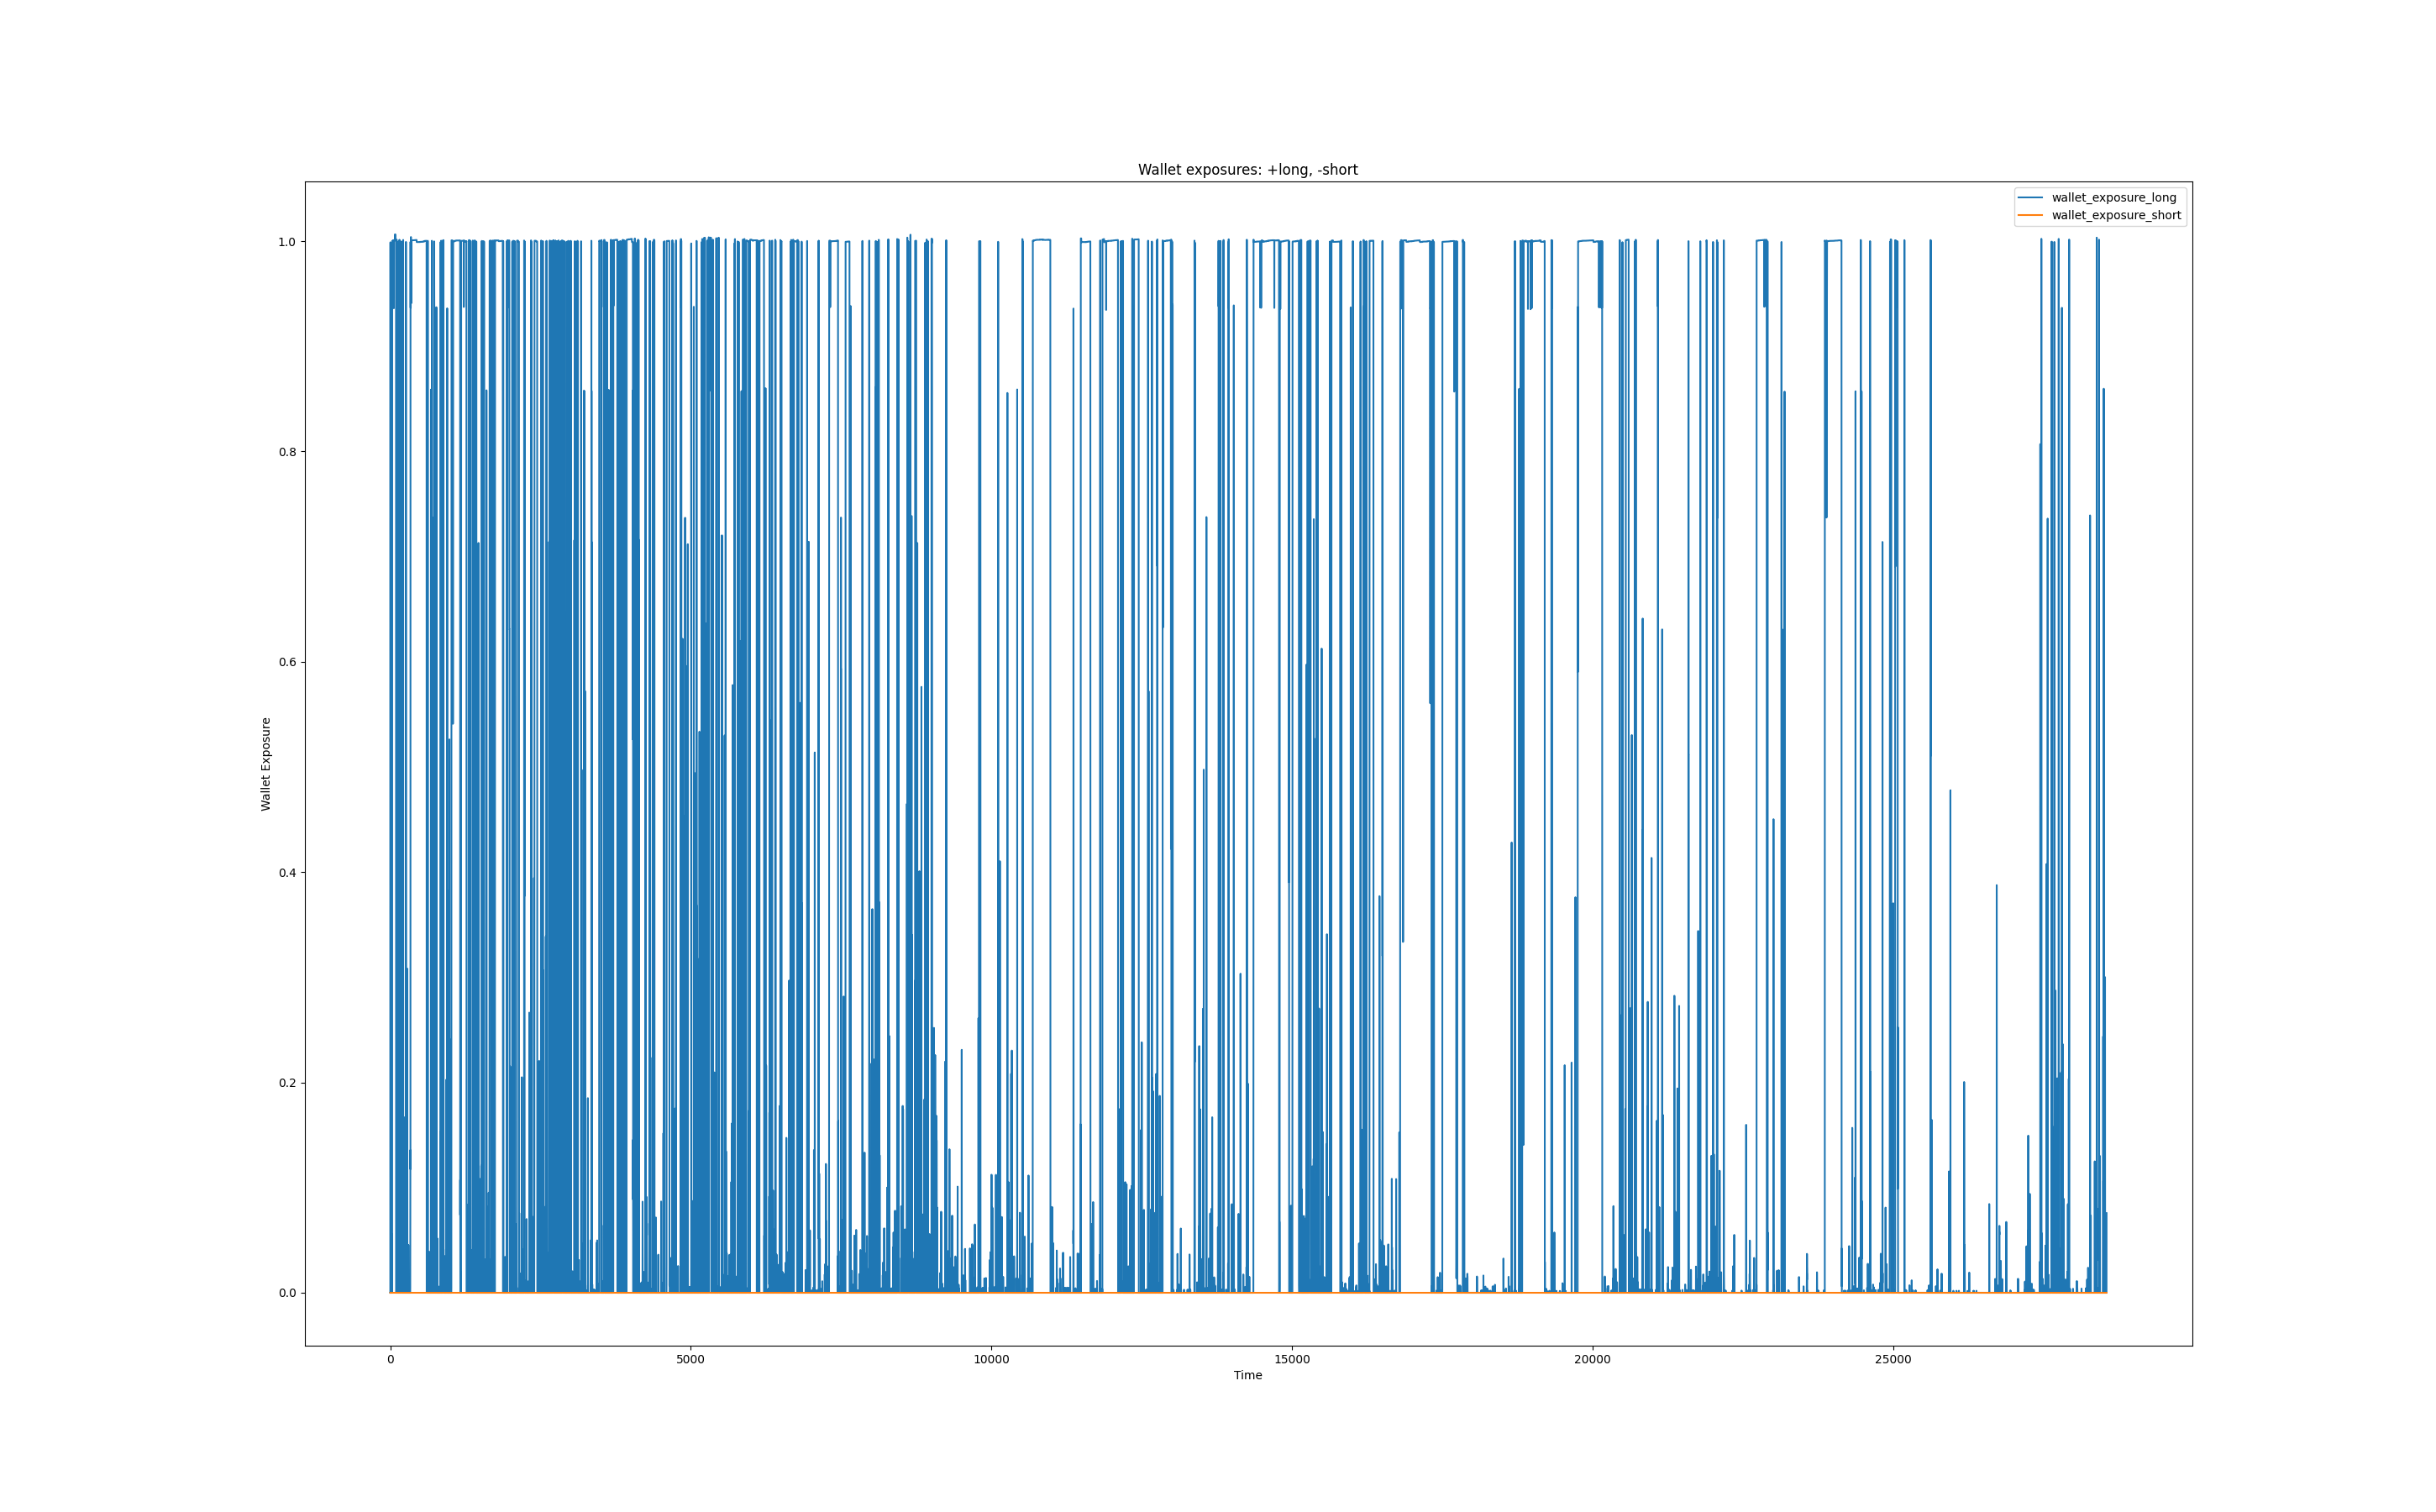 Wallet exposures: +long, -short
wallet_exposure_long
wallet_exposure_short
1.0
0.8
0.6
0.4
0.2
0.0
Wallet Exposure
0 5000 10000 15000 20000 25000
Time